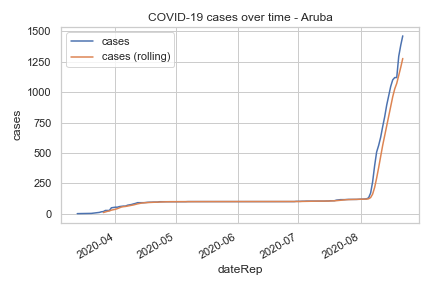 COVID-19 cases over time - Aruba
cases
cases (rolling)
1500
1250
1000
750
500
250
0
cases
2020-04
2020-05
2020-06
2020-07
2020-08
dateRep